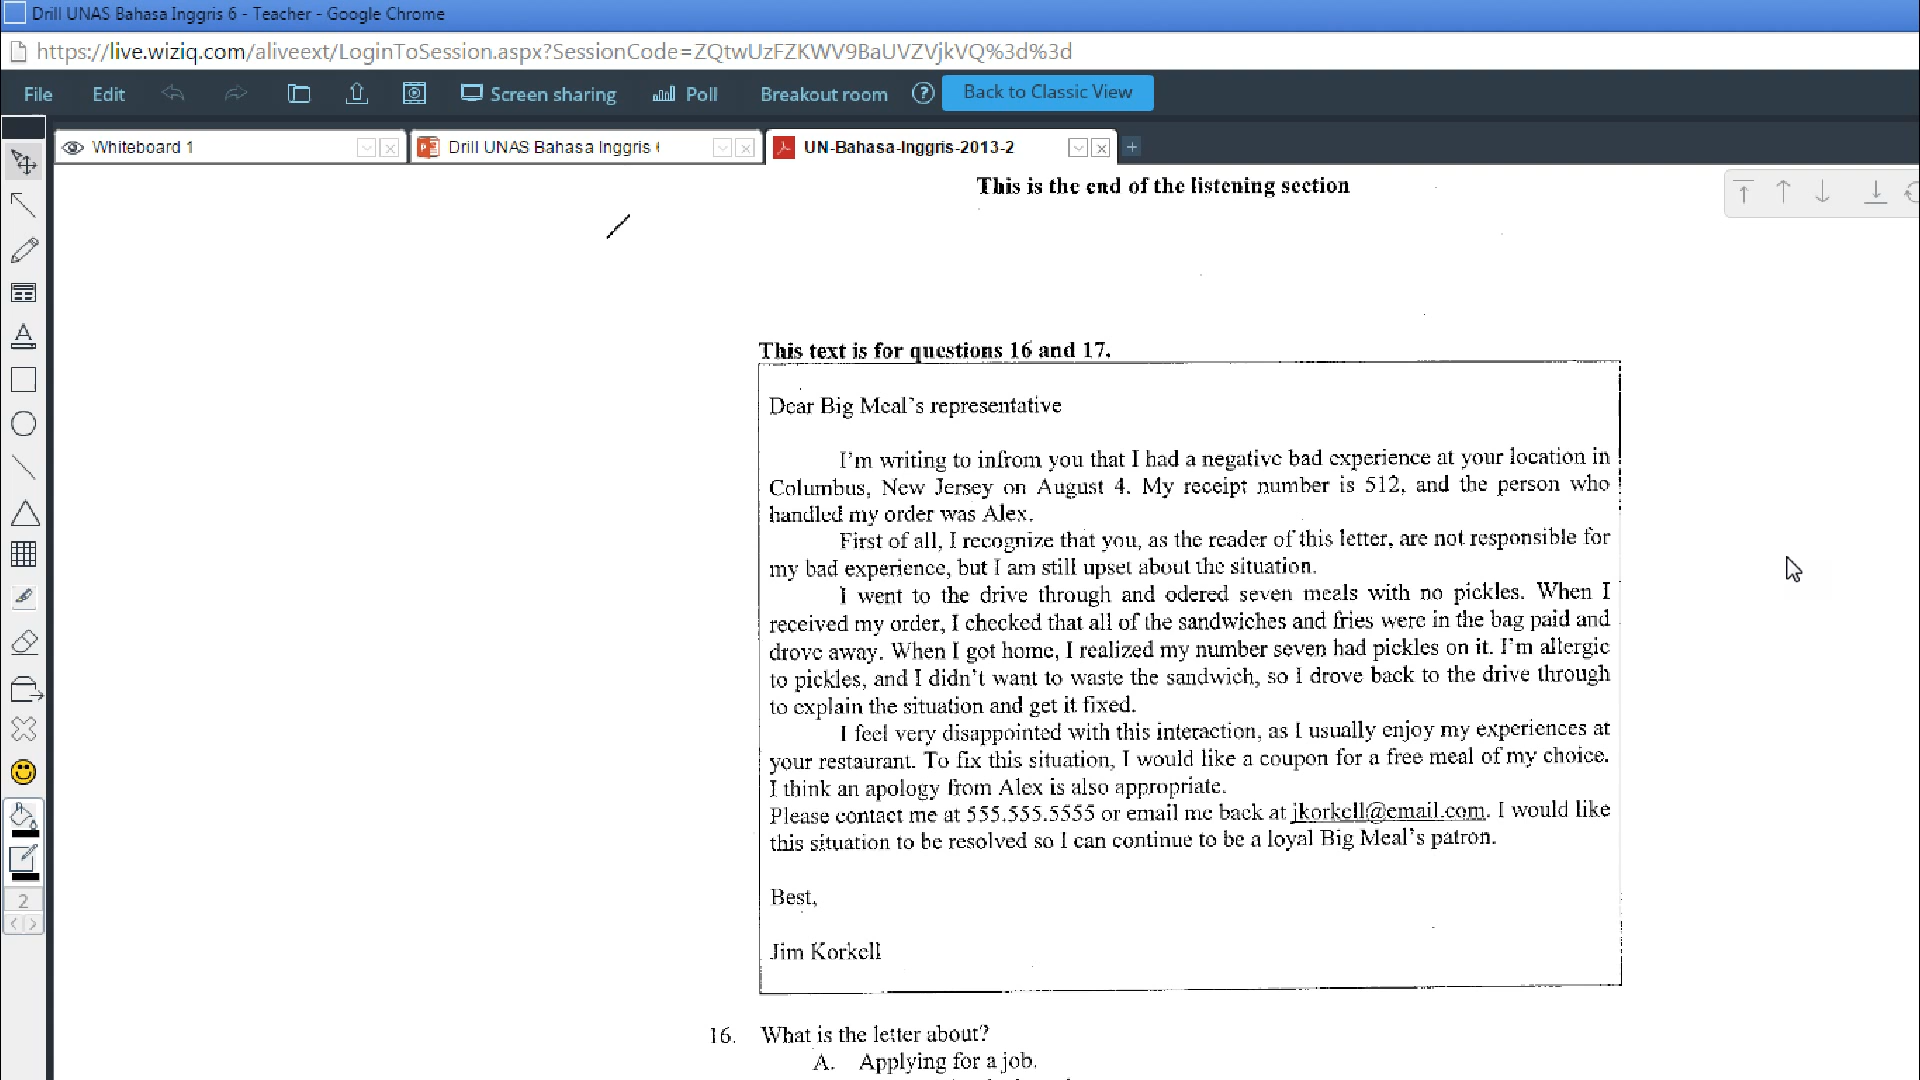 Drill UNAS Bahasa Inggris 6 - Teacher - Google Chrome
https://live.wiziq.com/aliveext/LoginToSession.aspx?SessionCode=ZQtwUzFZKWV9BaUVZVjkVQ%3d%3d
File Edit Screen sharing Poll Breakout room ? Back to Classic View
Whiteboard 1 Drill UNAS Bahasa Inggris UN-Bahasa-Inggris-2013-2
This is the end of the listening section
This text is for questions 16 and 17.
Dear Big Meal's representative
I'm writing to infrom you that I had a negative bad experience at your location in
Columbus, New Jersey on August 4. My receipt number is 512, and the person who
handled my order was Alex.
First of all, I recognize that you, as the reader of this letter, are not responsible for
my bad experience, but I am still upset about the situation.
I went to the drive through and odered seven meals with no pickles. When I
received my order, I checked that all of the sandwiches and fries were in the bag paid and
drove away. When I got home, I realized my number seven had pickles on it. I'm allergic
to pickles, and I didn't want to waste the sandwich, so I drove back to the drive through
to explain the situation and get it fixed.
I feel very disappointed with this interaction, as I usually enjoy my experiences at
your restaurant. To fix this situation, I would like a coupon for a free meal of my choice.
I think an apology from Alex is also appropriate.
Please contact me at 555.555.5555 or email me back at jkorkell@email.com. I would like
this situation to be resolved so I can continue to be a loyal Big Meal's patron.
Best,
Jim Korkell
2
16. What is the letter about?
A. Applying for a job.